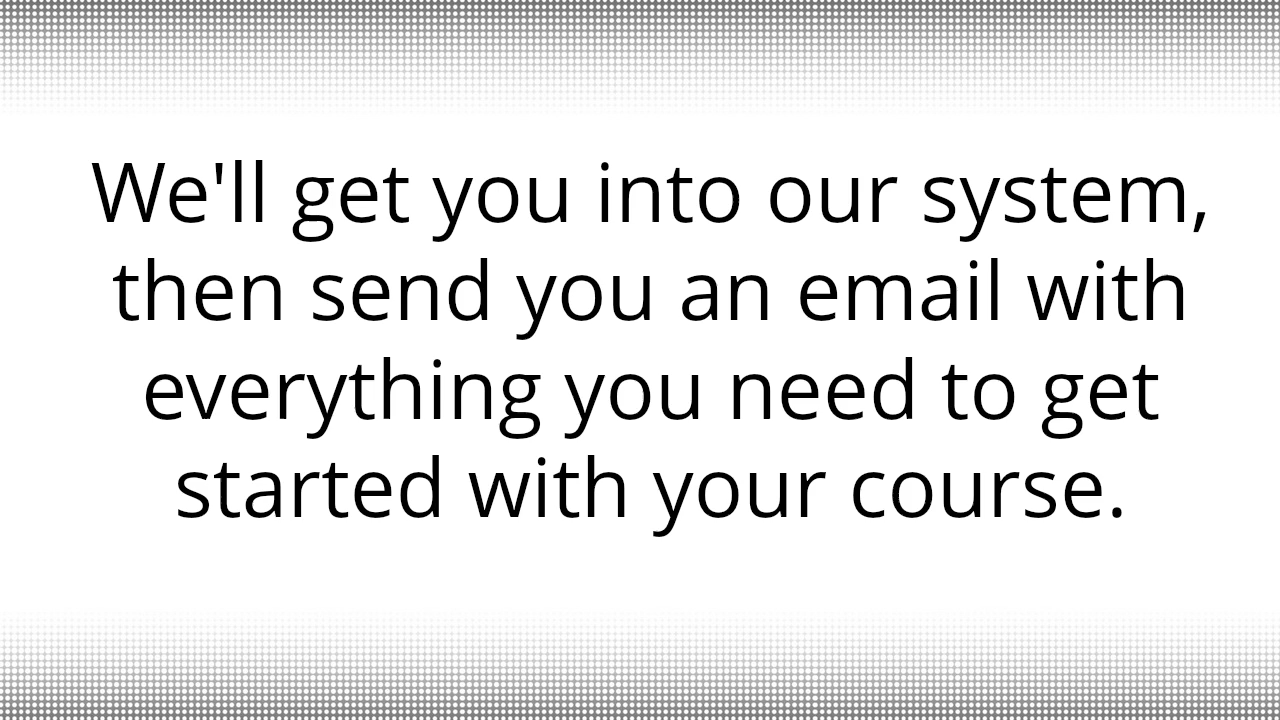 We'll get you into our system,
then send you an email with
everything you need to get
started with your course.